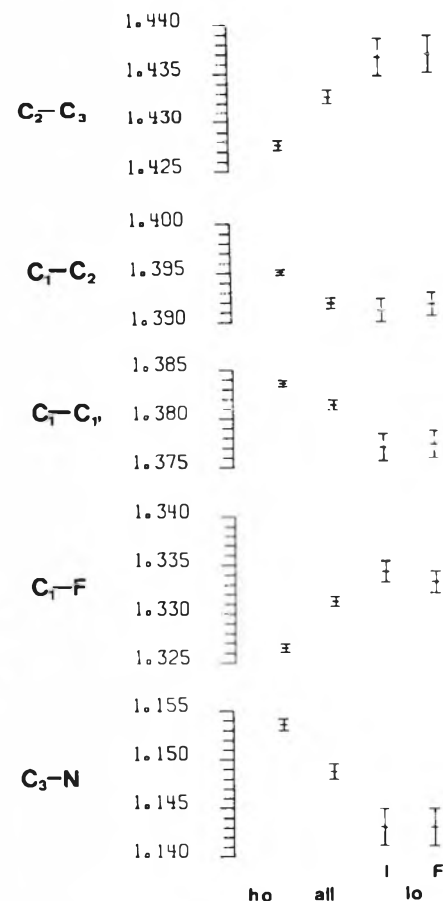 1.440
1.435
C₂–C₃ 1.430
1.425
1.400
C₁–C₂ 1.395
1.390
1.385
C₁–C₁, 1.380
1.375
1.340
1.335
C₁–F 1.330
1.325
1.155
1.150
C₃–N
1.145
1.140
I F
ho all lo